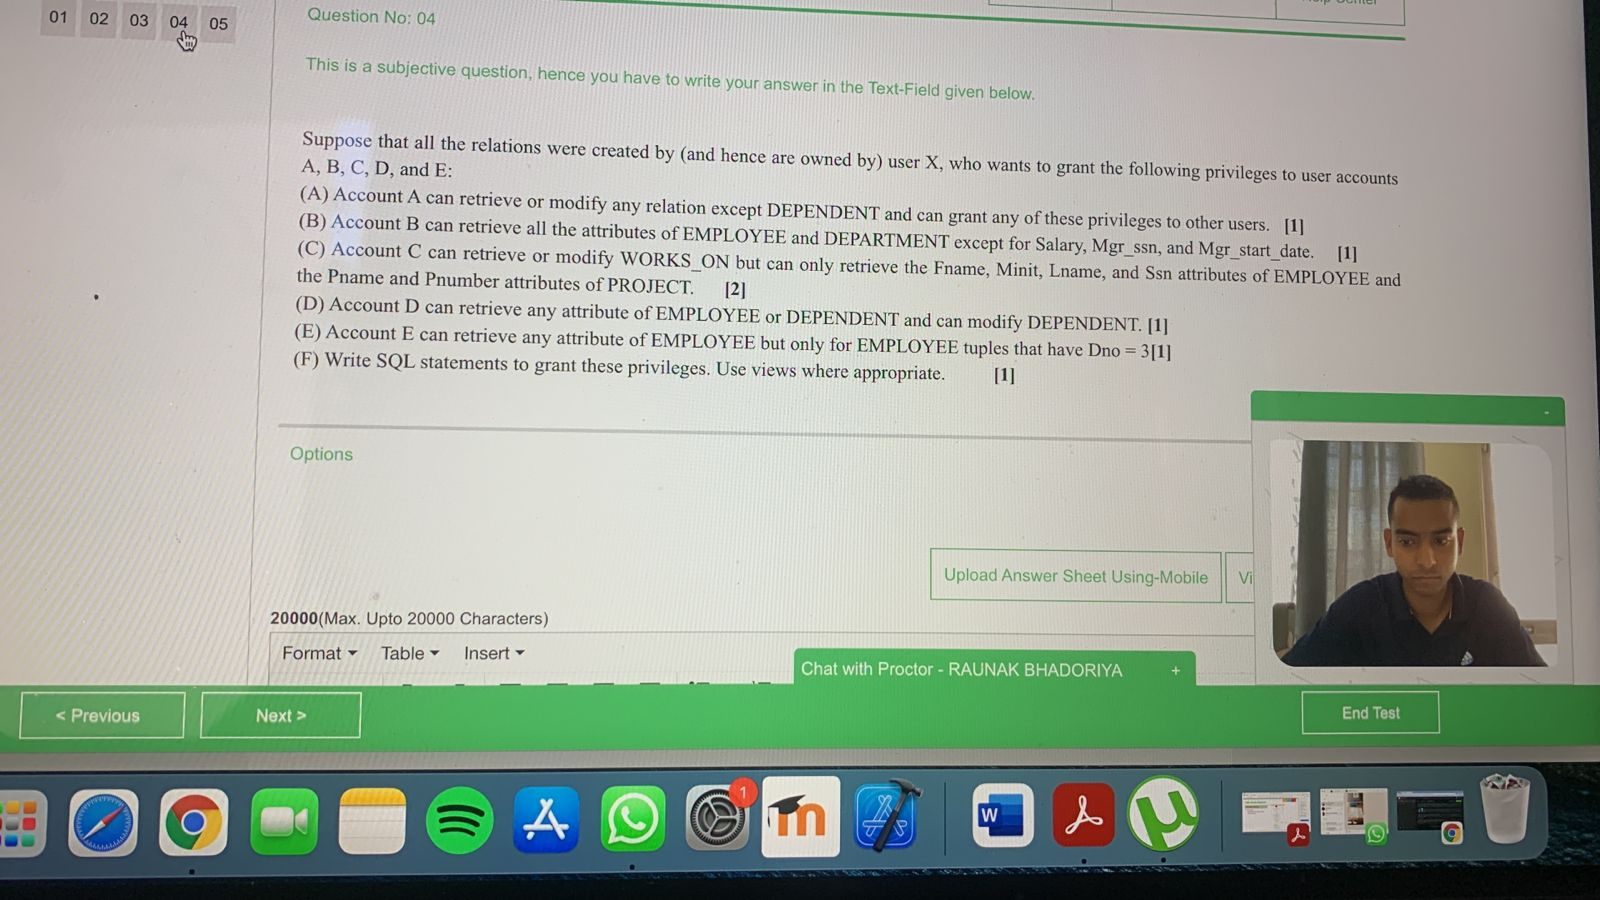 01 02 03 04 05
Question No: 04
This is a subjective question, hence you have to write your answer in the Text-Field given below.
Suppose that all the relations were created by (and hence are owned by) user X, who wants to grant the following privileges to user accounts
A, B, C, D, and E:
(A) Account A can retrieve or modify any relation except DEPENDENT and can grant any of these privileges to other users. [1]
(B) Account B can retrieve all the attributes of EMPLOYEE and DEPARTMENT except for Salary, Mgr_ssn, and Mgr_start_date. [1]
(C) Account C can retrieve or modify WORKS_ON but can only retrieve the Fname, Minit, Lname, and Ssn attributes of EMPLOYEE and
the Pname and Pnumber attributes of PROJECT. [2]
(D) Account D can retrieve any attribute of EMPLOYEE or DEPENDENT and can modify DEPENDENT. [1]
(E) Account E can retrieve any attribute of EMPLOYEE but only for EMPLOYEE tuples that have Dno = 3[1]
(F) Write SQL statements to grant these privileges. Use views where appropriate. [1]
Options
Upload Answer Sheet Using-Mobile
Vi
20000(Max. Upto 20000 Characters)
Format Table Insert
Chat with Proctor - RAUNAK BHADORIYA +
< Previous Next > End Test
1
m
W